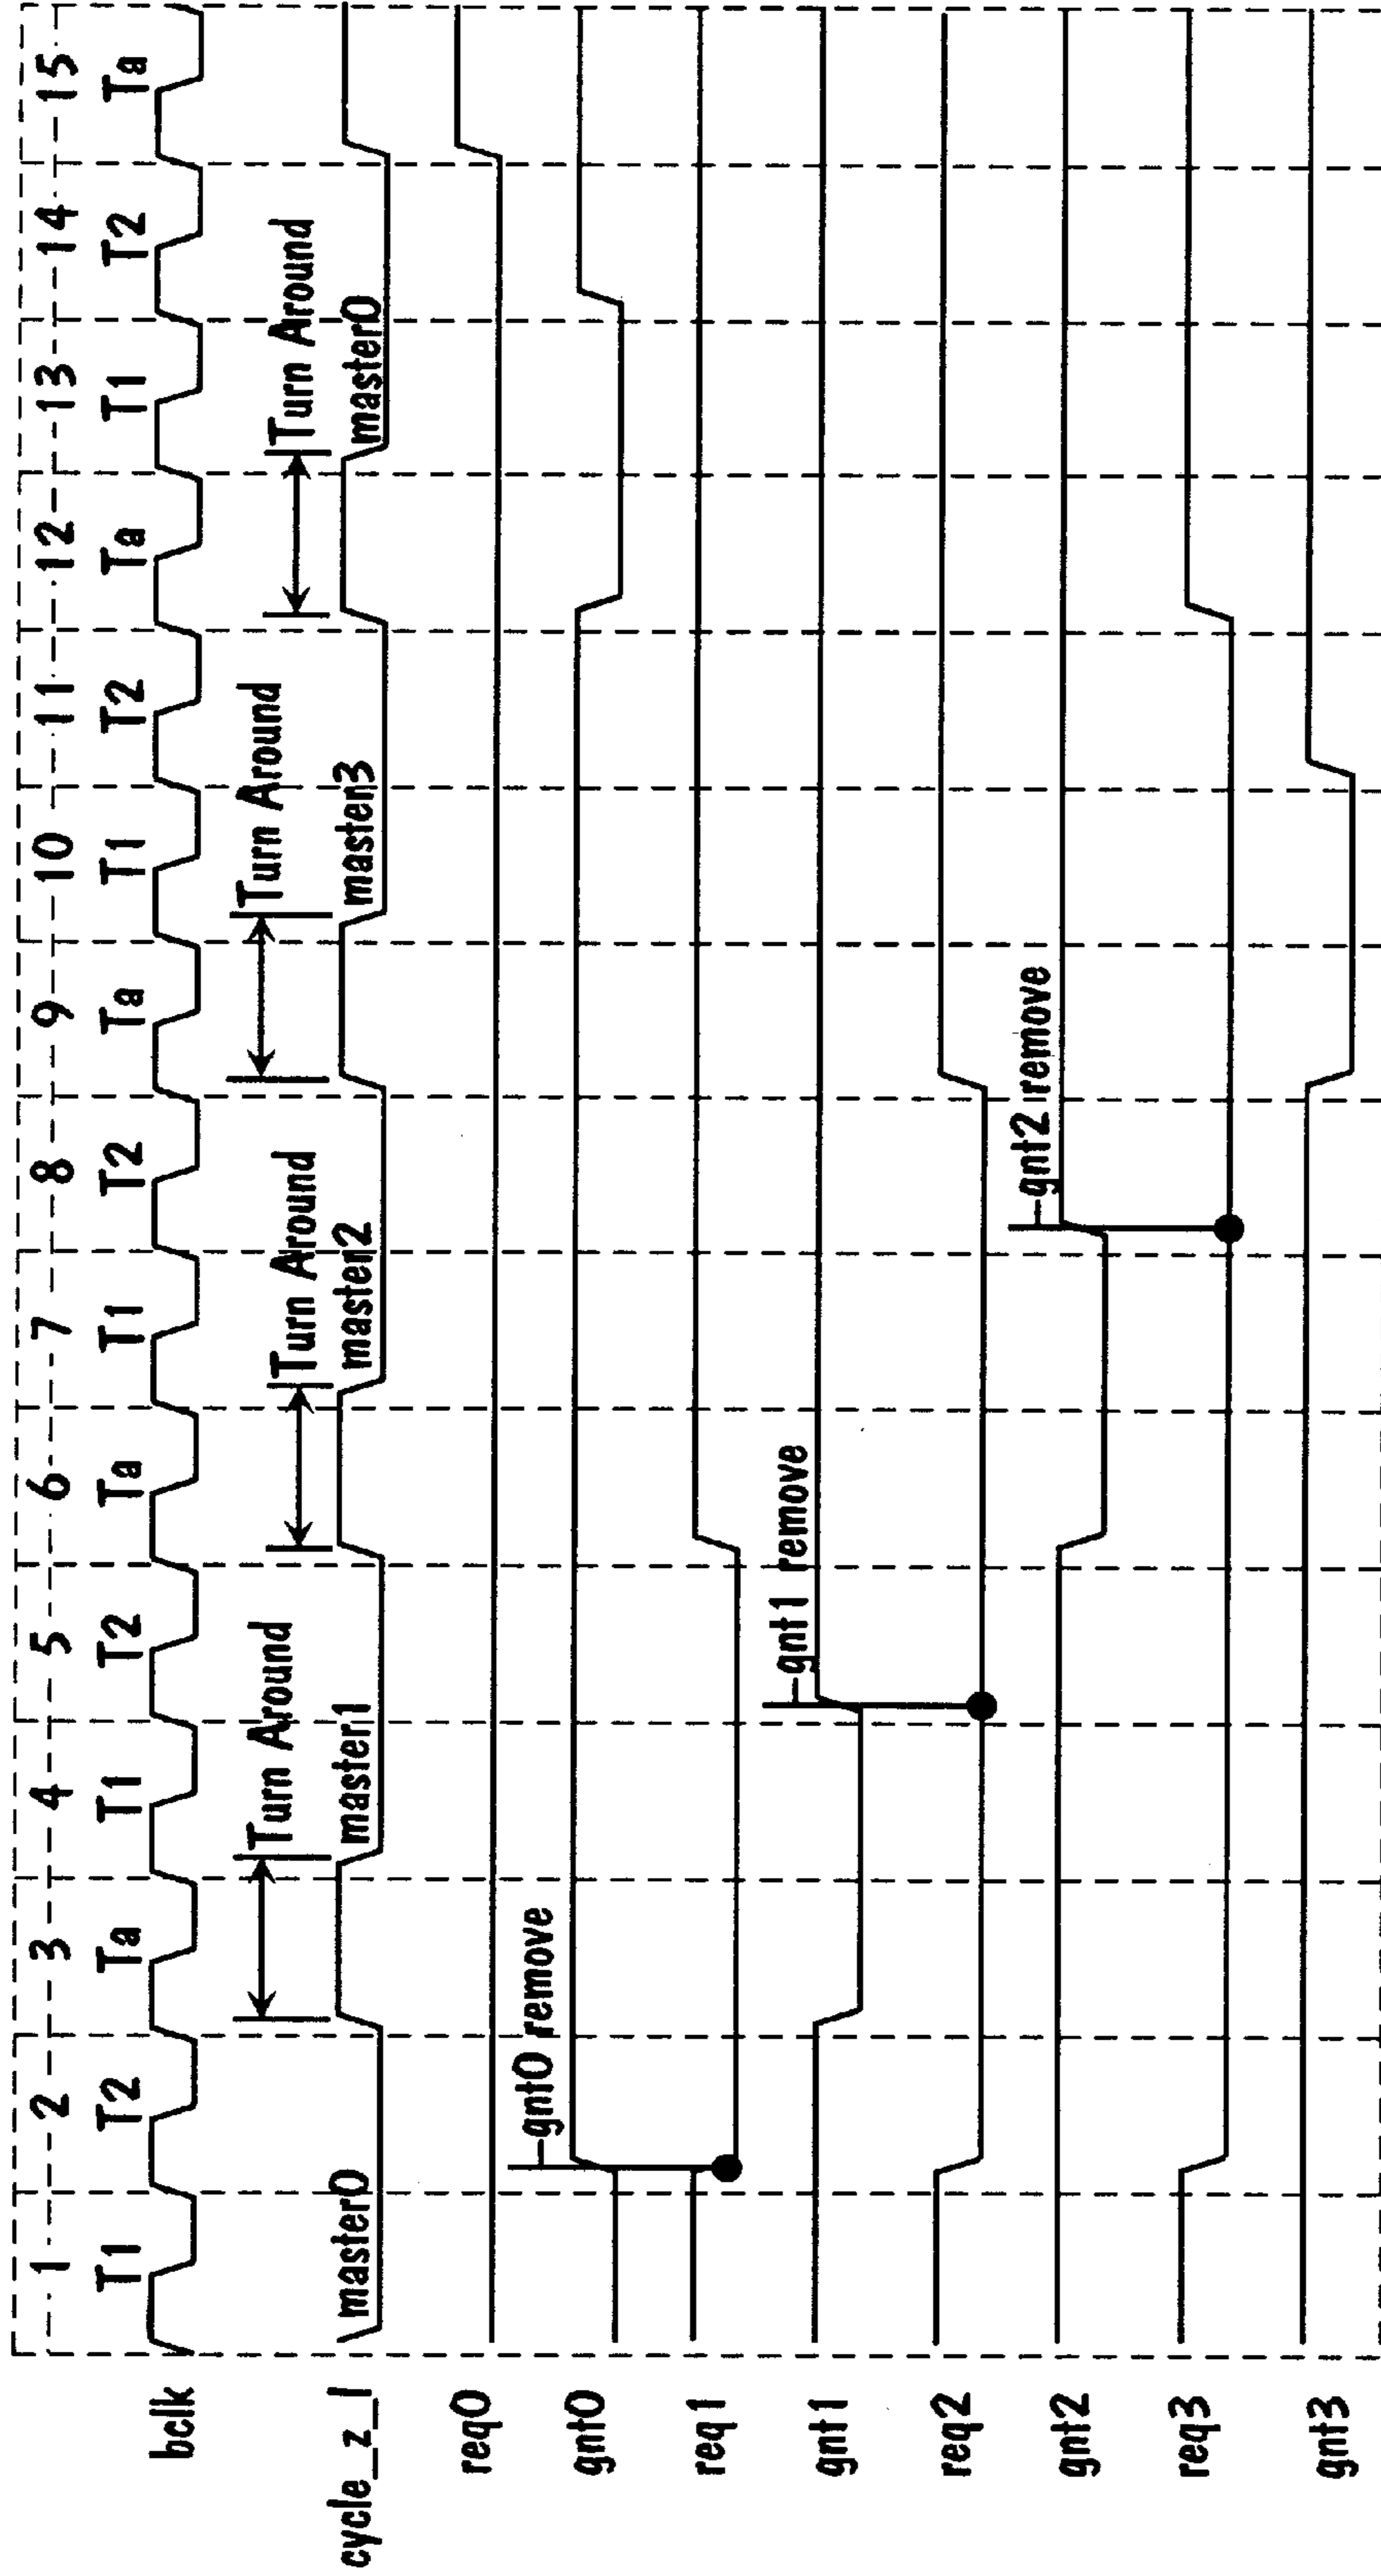 1 2 3 4 5 6 7 8 9 10 11 12 13 14 15
T1 T2 Ta T1 T2 Ta T1 T2 Ta T1 T2 Ta T1 T2 Ta
bclk
Turn Around Turn Around Turn Around Turn Around
cycle_z_l master0 master1 master2 master3 master0
req0
gnt0 remove
gnt0
req1
gnt1 remove
gnt1
req2
gnt2 remove
gnt2
req3
gnt3